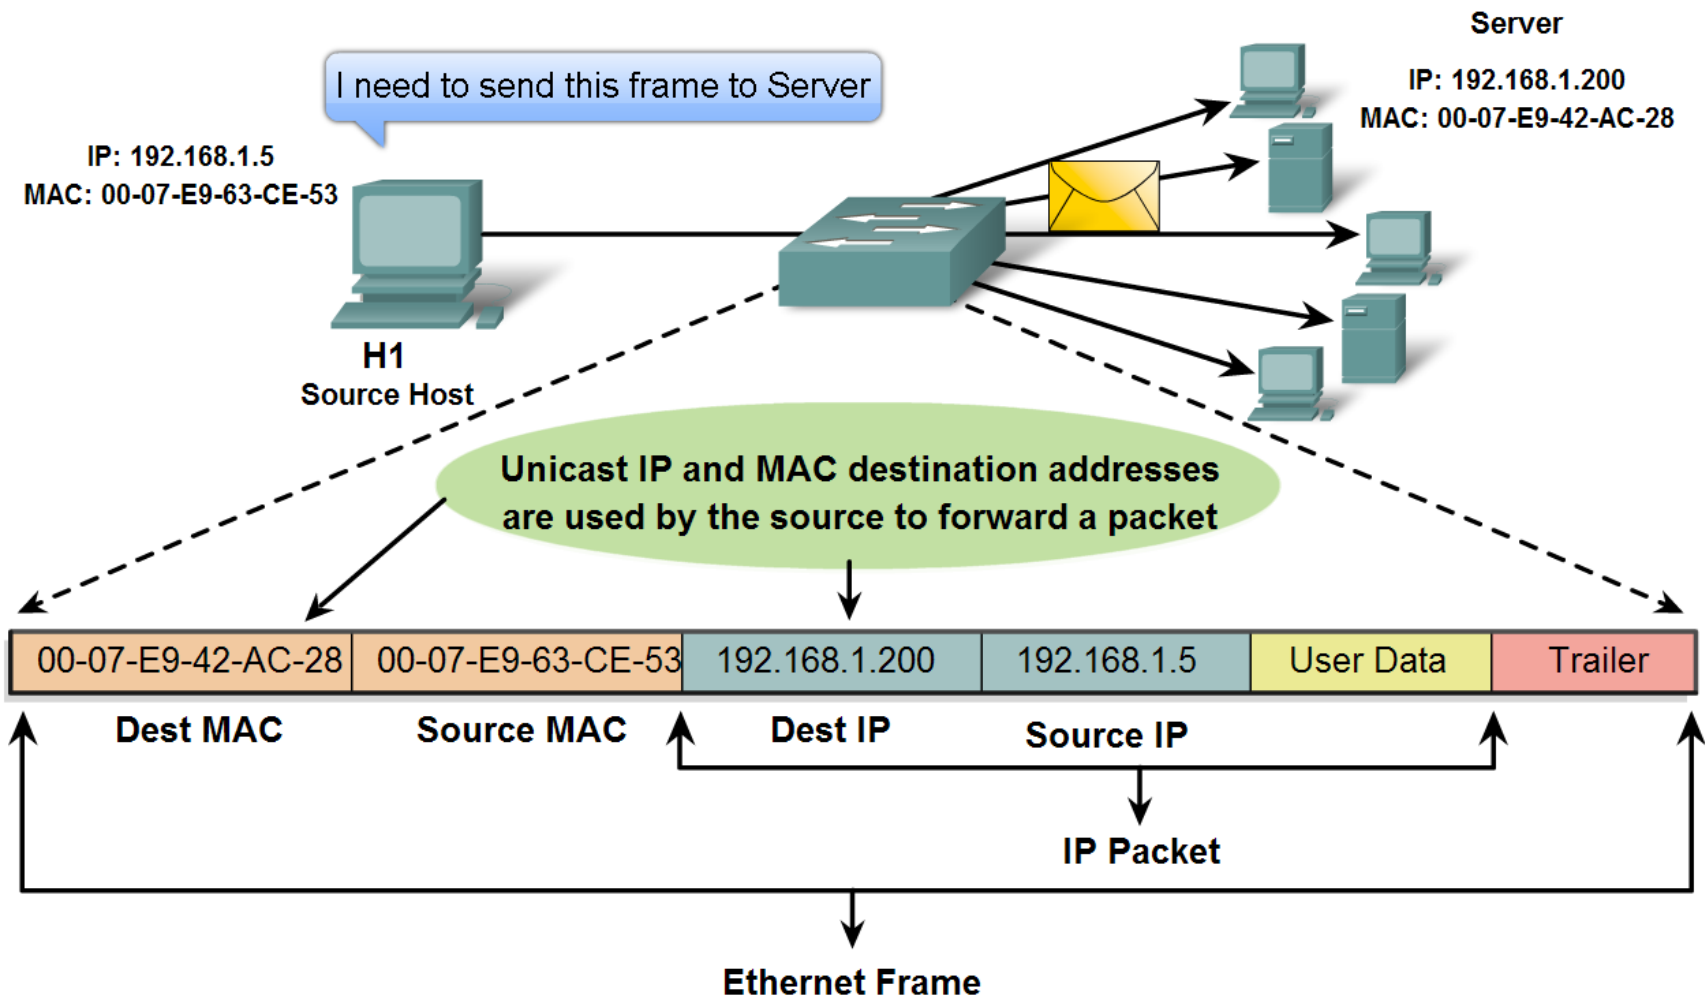 Server
IP: 192.168.1.200
MAC: 00-07-E9-42-AC-28
I need to send this frame to Server
IP: 192.168.1.5
MAC: 00-07-E9-63-CE-53
H1
Source Host
Unicast IP and MAC destination addresses
are used by the source to forward a packet
00-07-E9-42-AC-28 00-07-E9-63-CE-53 192.168.1.200 192.168.1.5 User Data Trailer
Dest MAC Source MAC Dest IP Source IP
IP Packet
Ethernet Frame